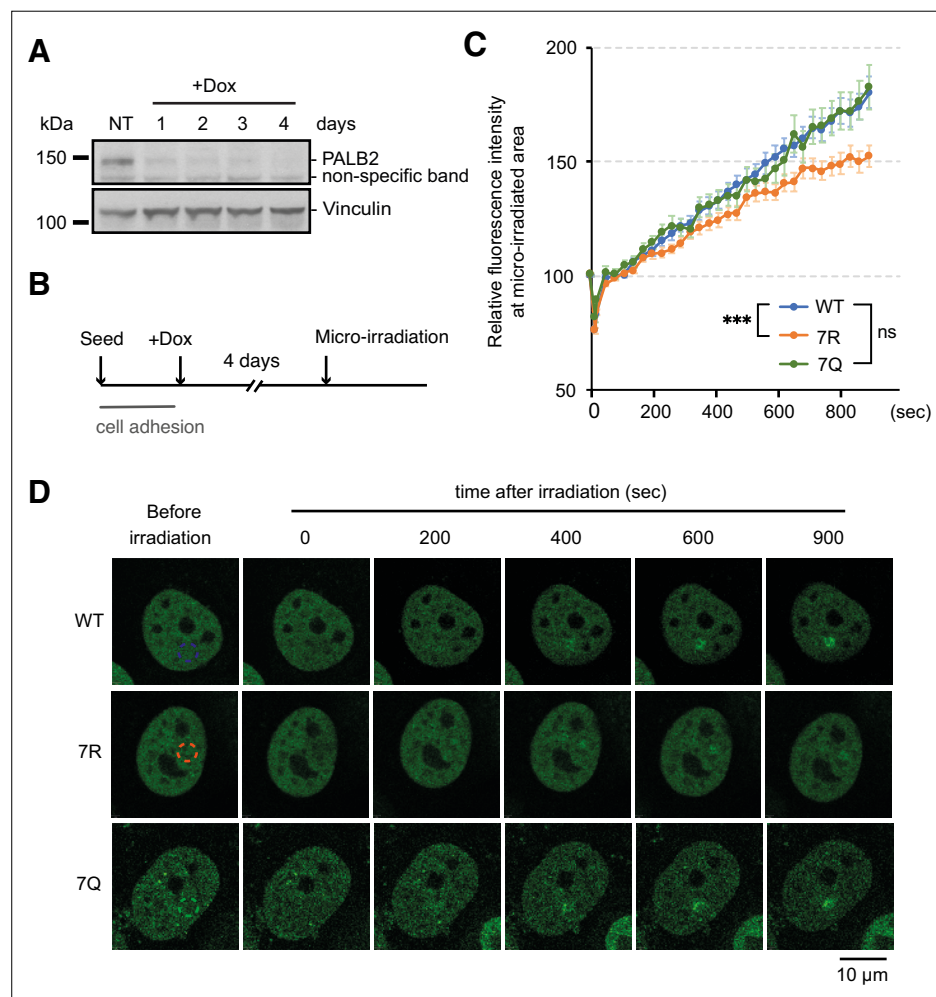 A
+Dox
kDa NT 1 2 3 4 days
150 PALB2
non-specific band
Vinculin
100
B
Seed +Dox Micro-irradiation
4 days
cell adhesion
C
Relative fluorescence intensity
at micro-irradiated area
200
150
100
50
*** WT ns
7R
7Q
0 200 400 600 800 (sec)
D
time after irradiation (sec)
Before
irradiation
0 200 400 600 900
WT
7R
7Q
10 µm